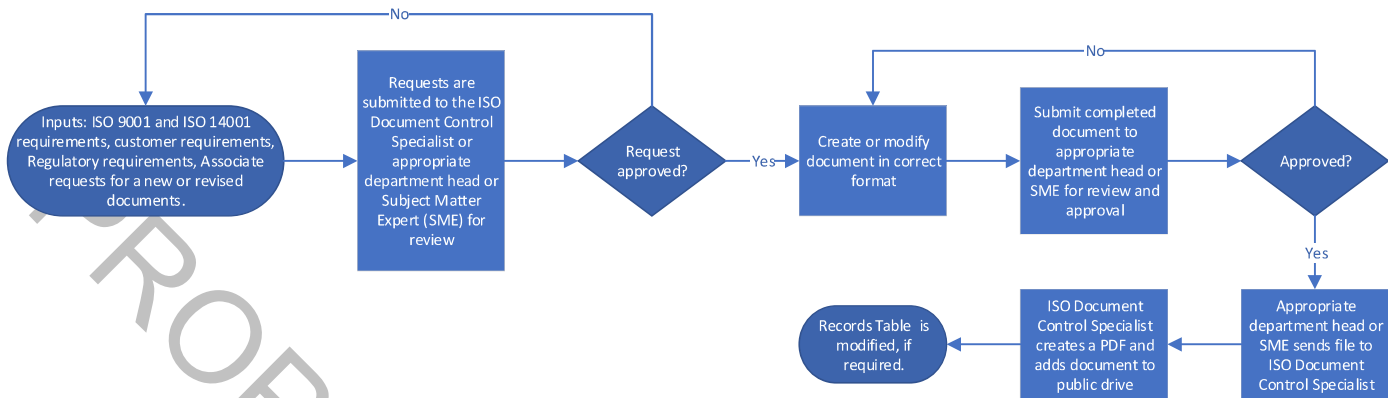 No
Inputs: ISO 9001 and ISO 14001
requirements, customer requirements,
Regulatory requirements, Associate
requests for a new or revised
documents.
Requests are
submitted to the ISO
Document Control
Specialist or
appropriate
department head or
Subject Matter
Expert (SME) for
review
Request
approved?
Yes
No
Create or modify
document in correct
format
Submit completed
document to
appropriate
department head or
SME for review and
approval
Approved?
Yes
Appropriate
department head or
SME sends file to
ISO Document
Control Specialist
ISO Document
Control Specialist
creates a PDF and
adds document to
public drive
Records Table is
modified, if
required.